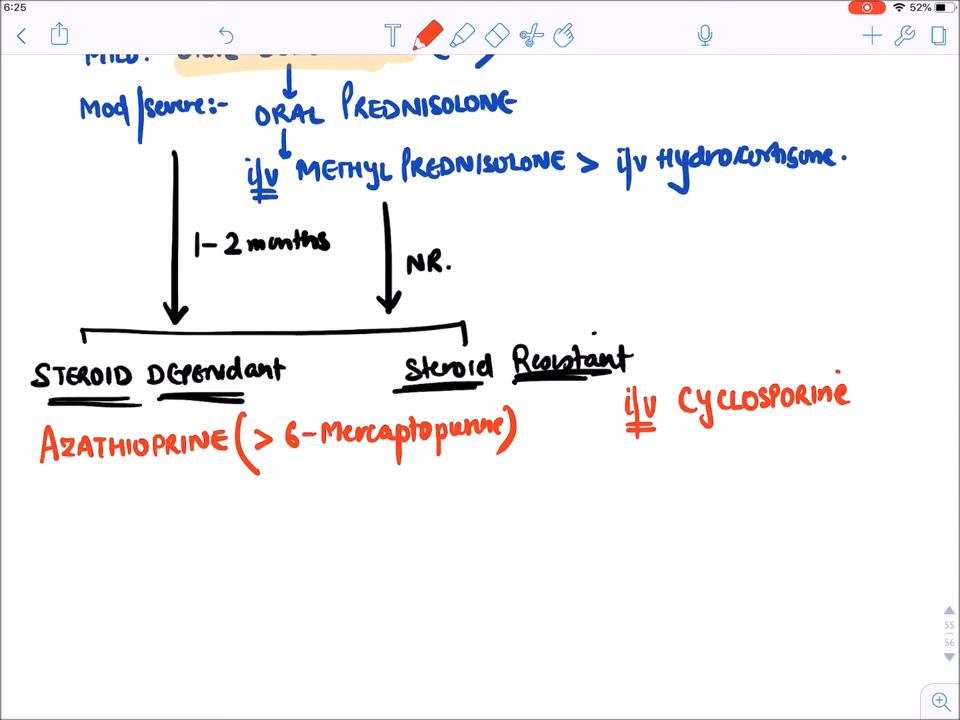 6:25
52%
T
Mild:
Mod/severe:- ORAL PREDNISOLONE
i/v METHYL PREDNISOLONE > i/v Hydrocortisone.
1-2 months
NR.
STEROID DEPENDANT
Steroid Resistant
i/v CYCLOSPORINE
AZATHIOPRINE (> 6-Mercaptopurine)
55
56